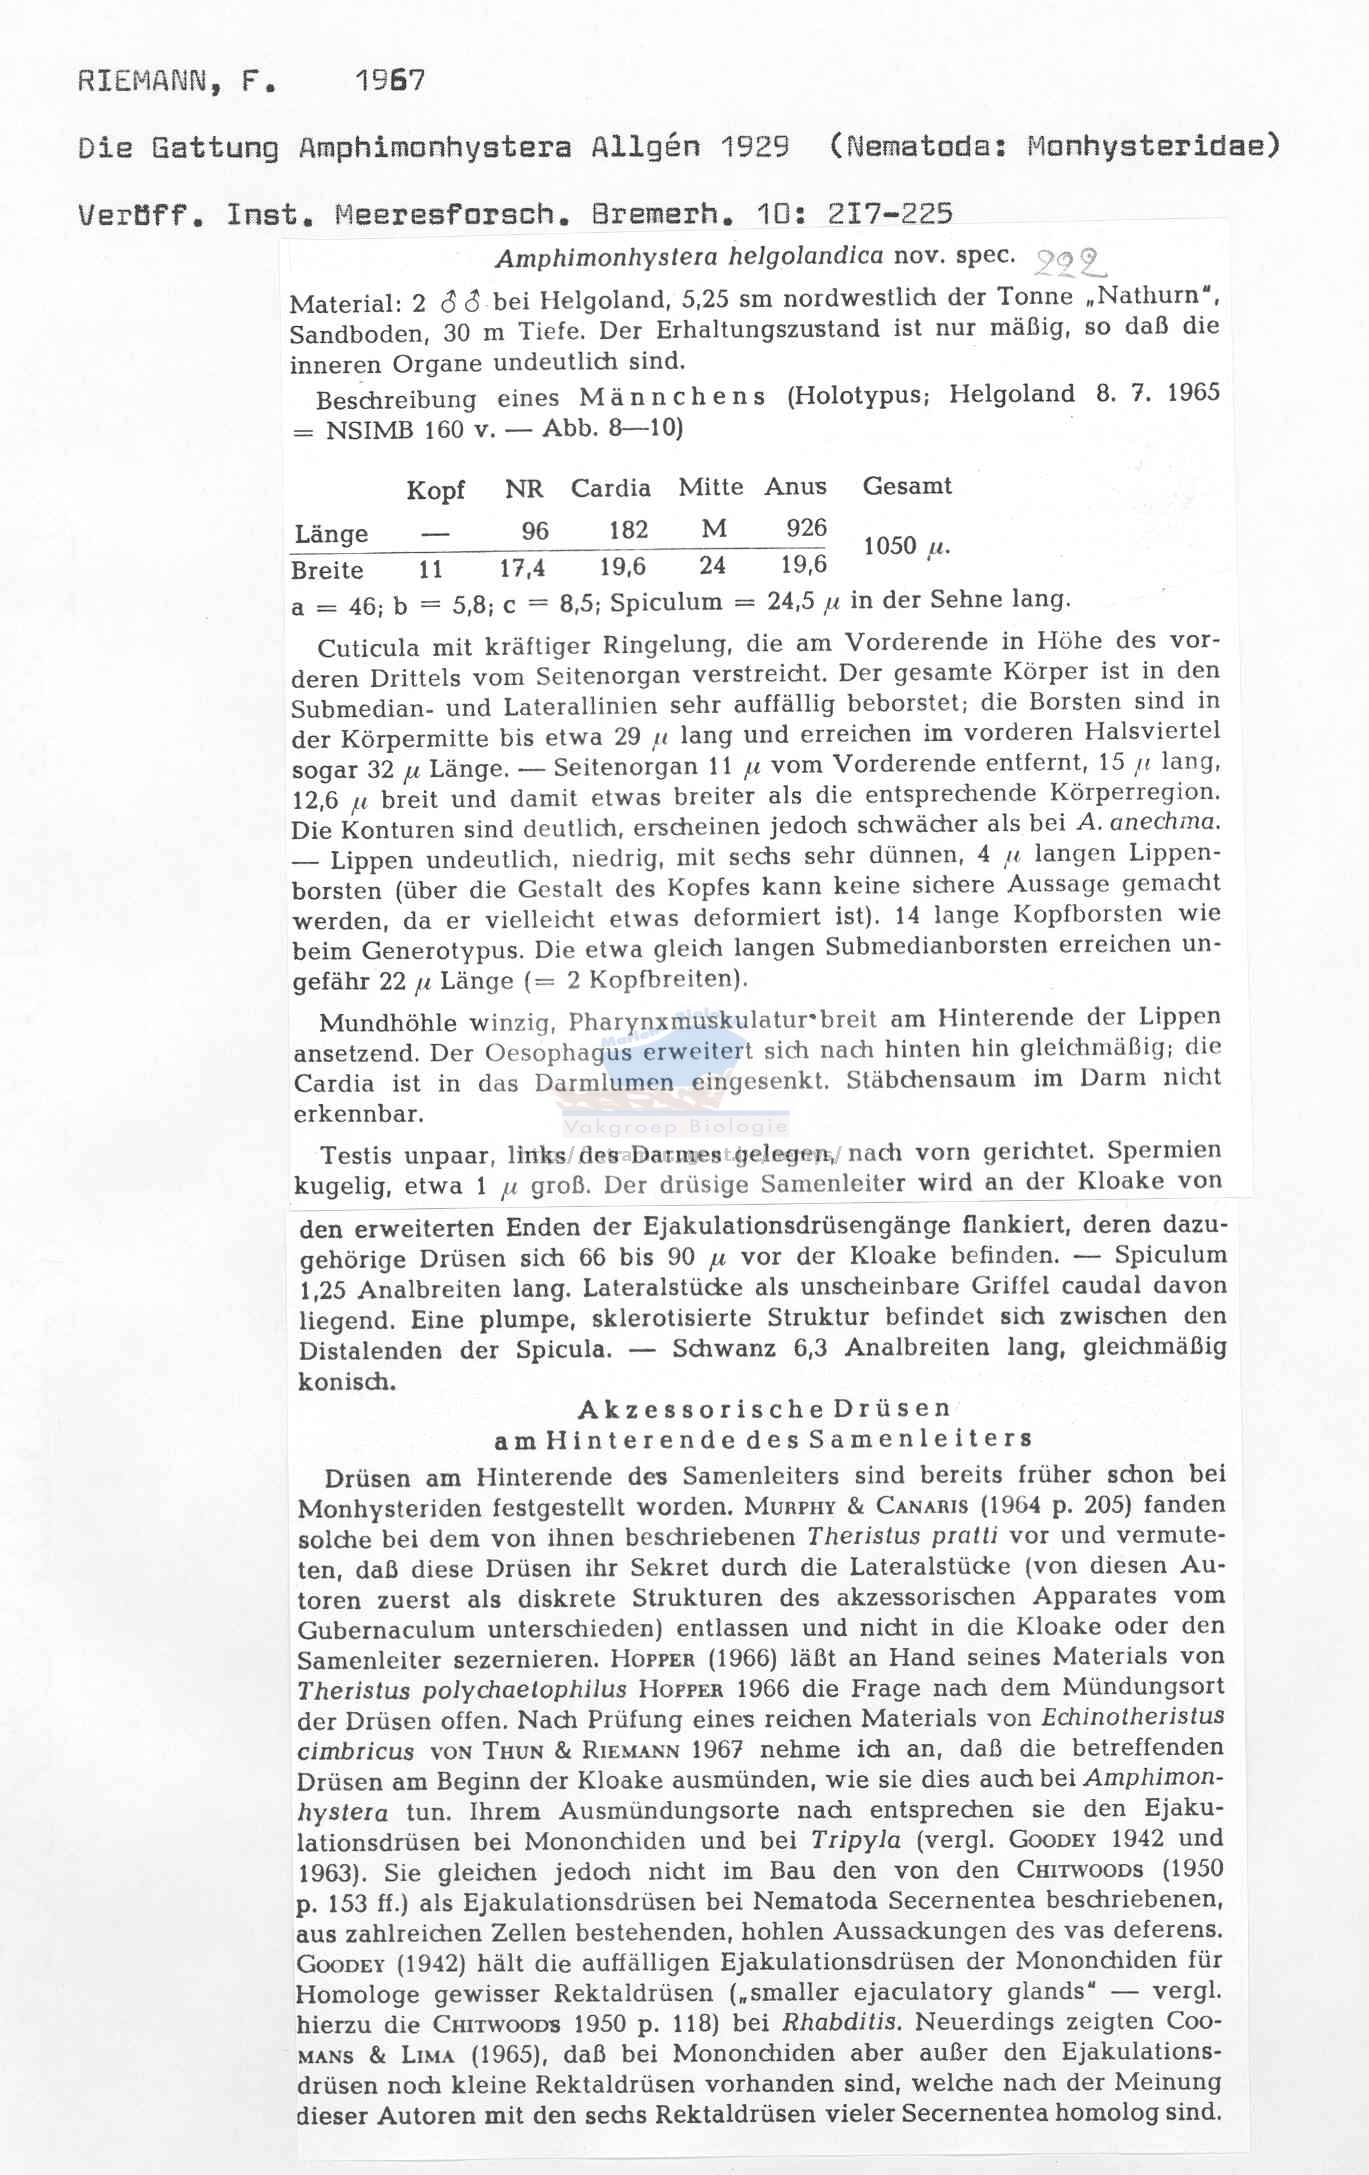 RIEMANN, F. 1967
Die Gattung Amphimonhystera Allgén 1929 (Nematoda: Monhysteridae)
Veröff. Inst. Meeresforsch. Bremerh. 10: 2I7-225
Amphimonhystera helgolandica nov. spec. 222
Material: 2 ♂♂ bei Helgoland, 5,25 sm nordwestlich der Tonne „Nathurn",
Sandboden, 30 m Tiefe. Der Erhaltungszustand ist nur mäßig, so daß die
inneren Organe undeutlich sind.
Beschreibung eines Männchens (Holotypus; Helgoland 8. 7. 1965
= NSIMB 160 v. — Abb. 8—10)
Kopf NR Cardia Mitte Anus Gesamt
Länge — 96 182 M 926
1050 µ.
Breite 11 17,4 19,6 24 19,6
a = 46; b = 5,8; c = 8,5; Spiculum = 24,5 µ in der Sehne lang.
Cuticula mit kräftiger Ringelung, die am Vorderende in Höhe des vor-
deren Drittels vom Seitenorgan verstreicht. Der gesamte Körper ist in den
Submedian- und Laterallinien sehr auffällig beborstet; die Borsten sind in
der Körpermitte bis etwa 29 µ lang und erreichen im vorderen Halsviertel
sogar 32 µ Länge. — Seitenorgan 11 µ vom Vorderende entfernt, 15 µ lang,
12,6 µ breit und damit etwas breiter als die entsprechende Körperregion.
Die Konturen sind deutlich, erscheinen jedoch schwächer als bei A. anechma.
— Lippen undeutlich, niedrig, mit sechs sehr dünnen, 4 µ langen Lippen-
borsten (über die Gestalt des Kopfes kann keine sichere Aussage gemacht
werden, da er vielleicht etwas deformiert ist). 14 lange Kopfborsten wie
beim Generotypus. Die etwa gleich langen Submedianborsten erreichen un-
gefähr 22 µ Länge (= 2 Kopfbreiten).
Mundhöhle winzig, Pharynxmuskulatur breit am Hinterende der Lippen
ansetzend. Der Oesophagus erweitert sich nach hinten hin gleichmäßig; die
Cardia ist in das Darmlumen eingesenkt. Stäbchensaum im Darm nicht
erkennbar.
Vakgroep Biologie
Testis unpaar, links des Darmes gelegen, nach vorn gerichtet. Spermien
kugelig, etwa 1 µ groß. Der drüsige Samenleiter wird an der Kloake von
den erweiterten Enden der Ejakulationsdrüsengänge flankiert, deren dazu-
gehörige Drüsen sich 66 bis 90 µ vor der Kloake befinden. — Spiculum
1,25 Analbreiten lang. Lateralstücke als unscheinbare Griffel caudal davon
liegend. Eine plumpe, sklerotisierte Struktur befindet sich zwischen den
Distalenden der Spicula. — Schwanz 6,3 Analbreiten lang, gleichmäßig
konisch.
Akzessorische Drüsen
am Hinterende des Samenleiters
Drüsen am Hinterende des Samenleiters sind bereits früher schon bei
Monhysteriden festgestellt worden. MURPHY & CANARIS (1964 p. 205) fanden
solche bei dem von ihnen beschriebenen Theristus pratti vor und vermute-
ten, daß diese Drüsen ihr Sekret durch die Lateralstücke (von diesen Au-
toren zuerst als diskrete Strukturen des akzessorischen Apparates vom
Gubernaculum unterschieden) entlassen und nicht in die Kloake oder den
Samenleiter sezernieren. HOPPER (1966) läßt an Hand seines Materials von
Theristus polychaetophilus HOPPER 1966 die Frage nach dem Mündungsort
der Drüsen offen. Nach Prüfung eines reichen Materials von Echinotheristus
cimbricus VON THUN & RIEMANN 1967 nehme ich an, daß die betreffenden
Drüsen am Beginn der Kloake ausmünden, wie sie dies auch bei Amphimon-
hystera tun. Ihrem Ausmündungsorte nach entsprechen sie den Ejaku-
lationsdrüsen bei Mononchiden und bei Tripyla (vergl. GOODEY 1942 und
1963). Sie gleichen jedoch nicht im Bau den von den CHITWOODS (1950
p. 153 ff.) als Ejakulationsdrüsen bei Nematoda Secernentea beschriebenen,
aus zahlreichen Zellen bestehenden, hohlen Aussackungen des vas deferens.
GOODEY (1942) hält die auffälligen Ejakulationsdrüsen der Mononchiden für
Homologe gewisser Rektaldrüsen („smaller ejaculatory glands" — vergl.
hierzu die CHITWOODS 1950 p. 118) bei Rhabditis. Neuerdings zeigten COO-
MANS & LIMA (1965), daß bei Mononchiden aber außer den Ejakulations-
drüsen noch kleine Rektaldrüsen vorhanden sind, welche nach der Meinung
dieser Autoren mit den sechs Rektaldrüsen vieler Secernentea homolog sind.